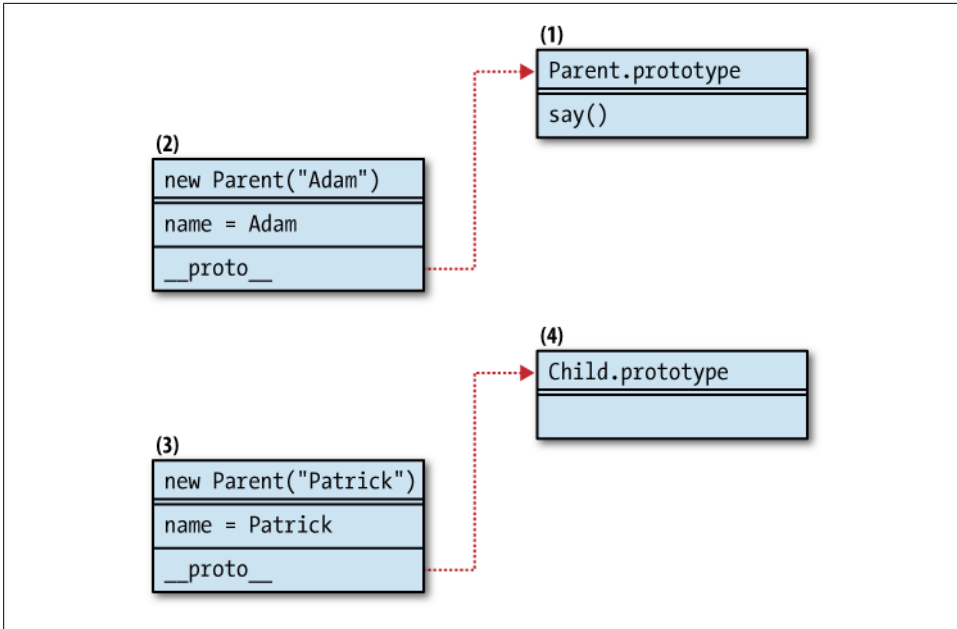 (1)
Parent.prototype
say()
(2)
new Parent("Adam")
name = Adam
__proto__
(4)
Child.prototype
(3)
new Parent("Patrick")
name = Patrick
__proto__